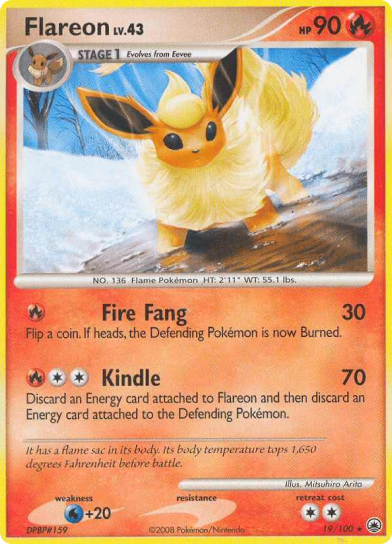 Flareon LV.43 HP 90
STAGE 1 Evolves from Eevee
NO. 136 Flame Pokémon HT: 2'11" WT: 55.1 lbs.
Fire Fang 30
Flip a coin. If heads, the Defending Pokémon is now Burned.
Kindle 70
Discard an Energy card attached to Flareon and then discard an
Energy card attached to the Defending Pokémon.
It has a flame sac in its body. Its body temperature tops 1,650
degrees Fahrenheit before battle.
Illus. Mitsuhiro Arita
weakness resistance retreat cost
+20
DPBP#159 ©2008 Pokémon/Nintendo 19/100